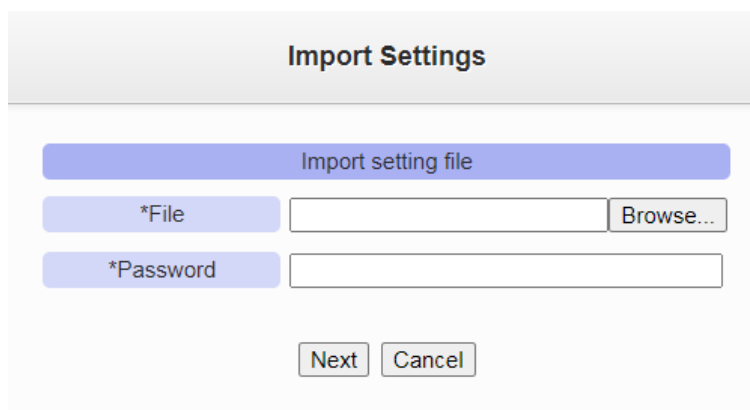 Import Settings
Import setting file
*File Browse...
*Password
Next Cancel